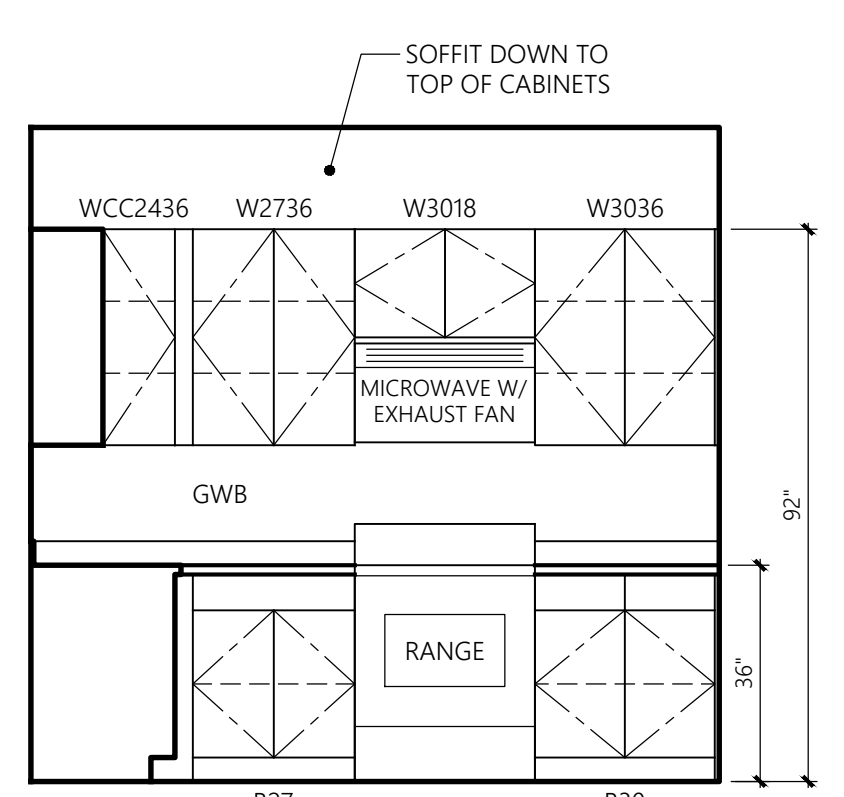 SOFFIT DOWN TO
TOP OF CABINETS
WCC2436 W2736 W3018 W3036
MICROWAVE W/
EXHAUST FAN
GWB
92"
RANGE
36"